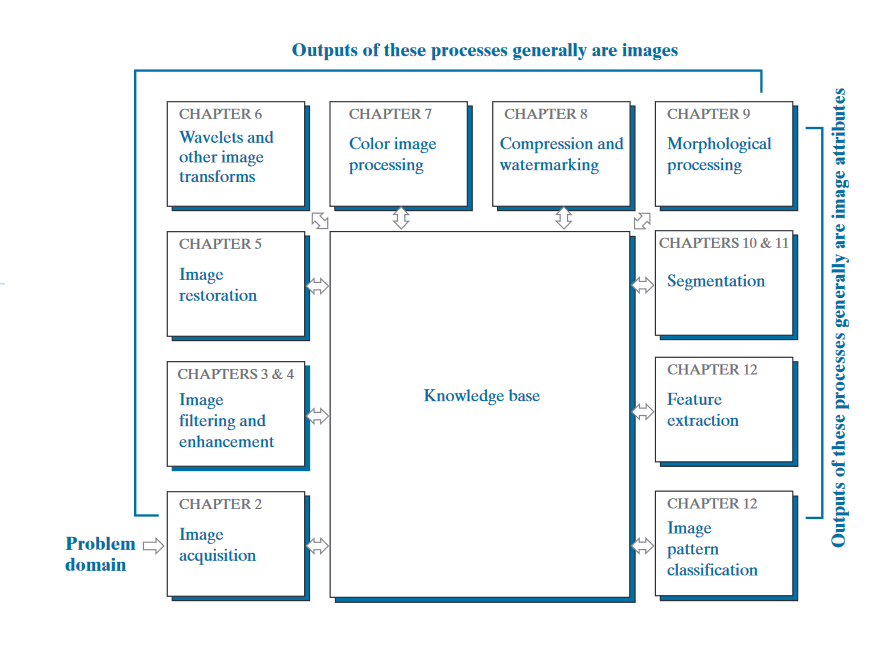 Outputs of these processes generally are images
CHAPTER 6
Wavelets and
other image
transforms
CHAPTER 7
Color image
processing
CHAPTER 8
Compression and
watermarking
CHAPTER 9
Morphological
processing
CHAPTER 5
Image
restoration
CHAPTERS 10 & 11
Segmentation
CHAPTERS 3 & 4
Image
filtering and
enhancement
Knowledge base
CHAPTER 12
Feature
extraction
CHAPTER 2
Image
acquisition
CHAPTER 12
Image
pattern
classification
Problem
domain
Outputs of these processes generally are image attributes